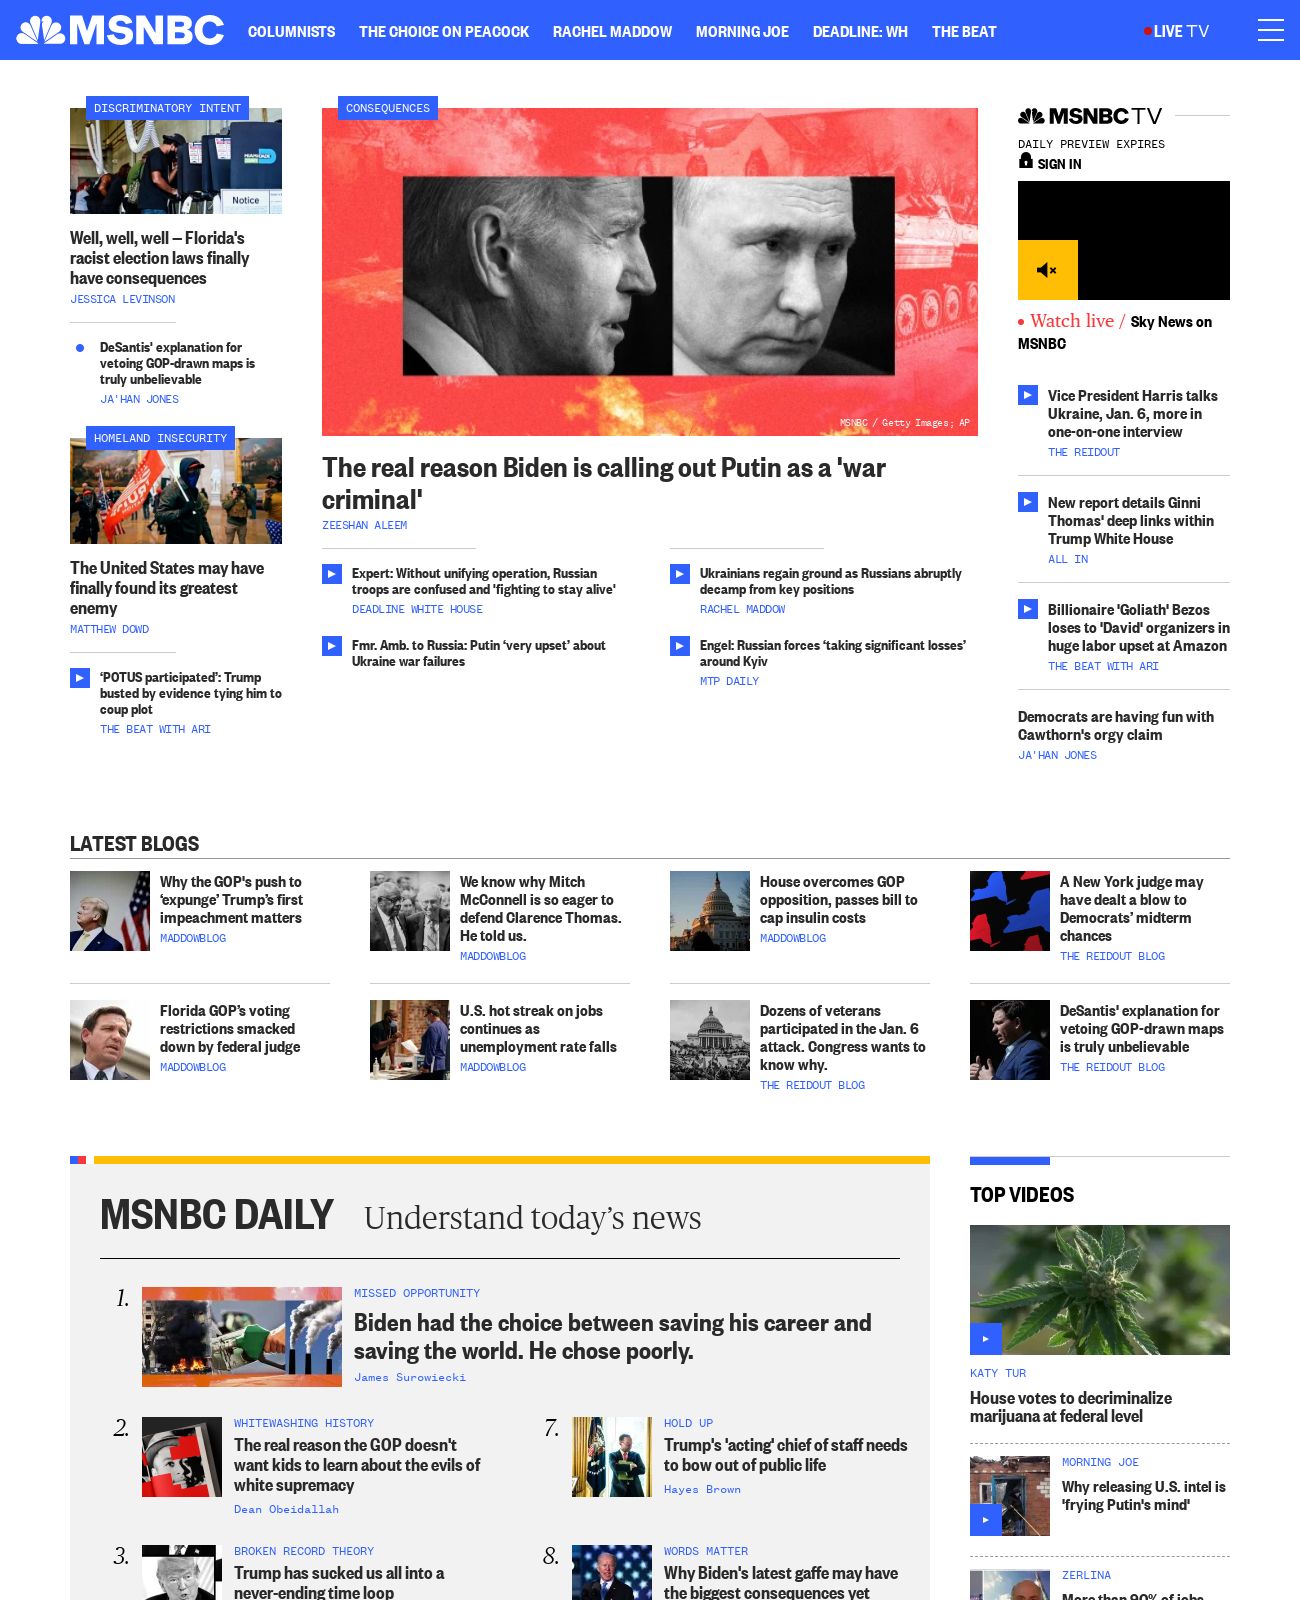 MSNBC
COLUMNISTS THE CHOICE ON PEACOCK RACHEL MADDOW MORNING JOE DEADLINE: WH THE BEAT
LIVE TV
DISCRIMINATORY INTENT
Notice
Well, well, well – Florida's
racist election laws finally
have consequences
JESSICA LEVINSON
DeSantis' explanation for
vetoing GOP-drawn maps is
truly unbelievable
JA'HAN JONES
HOMELAND INSECURITY
The United States may have
finally found its greatest
enemy
MATTHEW DOWD
‘POTUS participated’: Trump
busted by evidence tying him to
coup plot
THE BEAT WITH ARI
CONSEQUENCES
MSNBC / Getty Images; AP
The real reason Biden is calling out Putin as a 'war
criminal'
ZEESHAN ALEEM
Expert: Without unifying operation, Russian
troops are confused and 'fighting to stay alive'
DEADLINE WHITE HOUSE
Fmr. Amb. to Russia: Putin ‘very upset’ about
Ukraine war failures
Ukrainians regain ground as Russians abruptly
decamp from key positions
RACHEL MADDOW
Engel: Russian forces ‘taking significant losses’
around Kyiv
MTP DAILY
MSNBC TV
DAILY PREVIEW EXPIRES
SIGN IN
Watch live / Sky News on
MSNBC
Vice President Harris talks
Ukraine, Jan. 6, more in
one-on-one interview
THE REIDOUT
New report details Ginni
Thomas' deep links within
Trump White House
ALL IN
Billionaire 'Goliath' Bezos
loses to 'David' organizers in
huge labor upset at Amazon
THE BEAT WITH ARI
Democrats are having fun with
Cawthorn's orgy claim
JA'HAN JONES
LATEST BLOGS
Why the GOP's push to
‘expunge’ Trump’s first
impeachment matters
MADDOWBLOG
We know why Mitch
McConnell is so eager to
defend Clarence Thomas.
He told us.
MADDOWBLOG
House overcomes GOP
opposition, passes bill to
cap insulin costs
MADDOWBLOG
A New York judge may
have dealt a blow to
Democrats’ midterm
chances
THE REIDOUT BLOG
Florida GOP’s voting
restrictions smacked
down by federal judge
MADDOWBLOG
U.S. hot streak on jobs
continues as
unemployment rate falls
MADDOWBLOG
Dozens of veterans
participated in the Jan. 6
attack. Congress wants to
know why.
THE REIDOUT BLOG
DeSantis' explanation for
vetoing GOP-drawn maps
is truly unbelievable
THE REIDOUT BLOG
MSNBC DAILY Understand today’s news
1.
MISSED OPPORTUNITY
Biden had the choice between saving his career and
saving the world. He chose poorly.
James Surowiecki
2.
WHITEWASHING HISTORY
The real reason the GOP doesn't
want kids to learn about the evils of
white supremacy
Dean Obeidallah
3.
BROKEN RECORD THEORY
Trump has sucked us all into a
never-ending time loop
7.
HOLD UP
Trump's 'acting' chief of staff needs
to bow out of public life
Hayes Brown
8.
WORDS MATTER
Why Biden's latest gaffe may have
the biggest consequences yet
TOP VIDEOS
KATY TUR
House votes to decriminalize
marijuana at federal level
MORNING JOE
Why releasing U.S. intel is
'frying Putin's mind'
ZERLINA
More than 90% of jobs